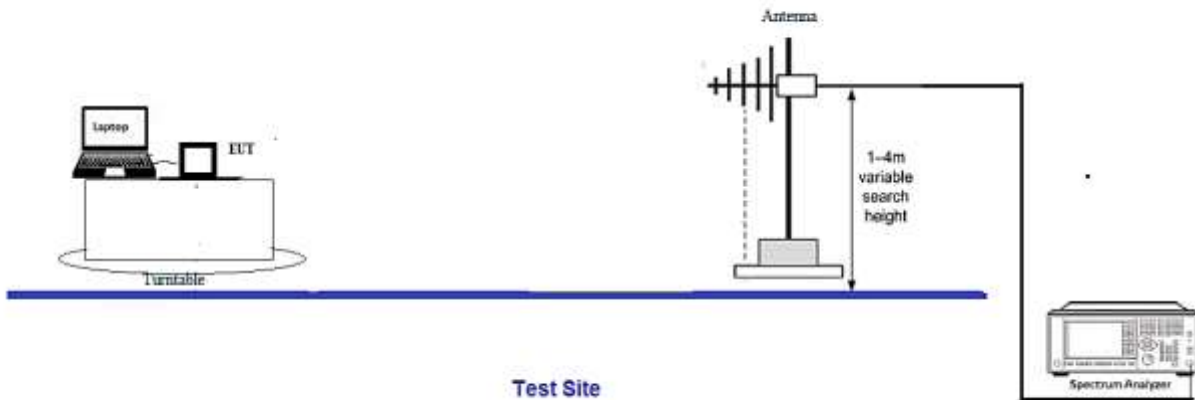 Antenna
laptop
EUT
1–4m
variable
search
height
Turntable
Test Site
Spectrum Analyzer